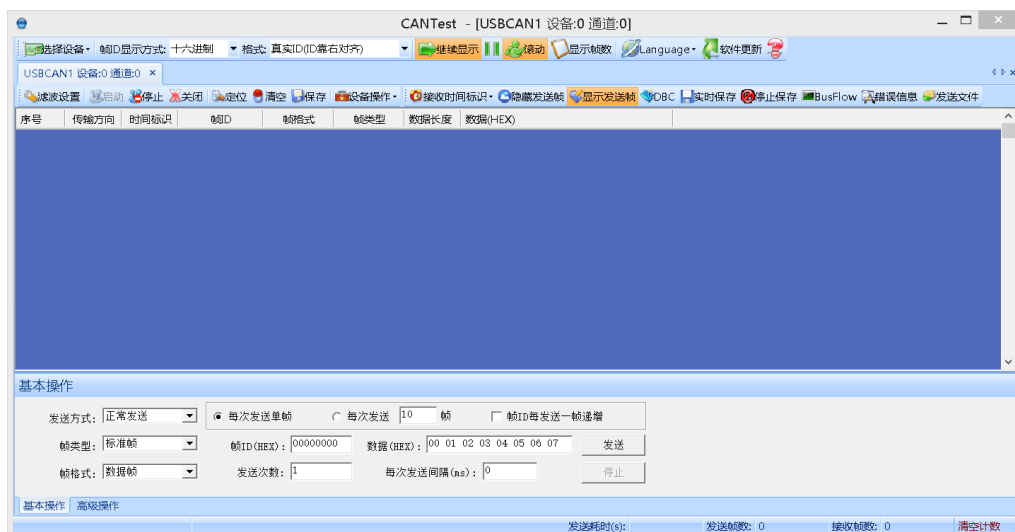 CANTest - [USBCAN1 设备:0 通道:0]
选择设备 帧ID显示方式: 十六进制 格式: 真实ID(ID靠右对齐) 继续显示 滚动 显示帧数 Language 软件更新
USBCAN1 设备:0 通道:0 ×
滤波设置 启动 停止 关闭 定位 清空 保存 设备操作 接收时间标识 隐藏发送帧 显示发送帧 DBC 实时保存 停止保存 BusFlow 错误信息 发送文件
序号 传输方向 时间标识 帧ID 帧格式 帧类型 数据长度 数据(HEX)
基本操作
发送方式: 正常发送 每次发送单帧 每次发送 10 帧 帧ID每发送一帧递增
帧类型: 标准帧 帧ID(HEX): 00000000 数据(HEX): 00 01 02 03 04 05 06 07 发送
帧格式: 数据帧 发送次数: 1 每次发送间隔(ms): 0 停止
基本操作 高级操作
发送耗时(s): 发送帧数: 0 接收帧数: 0 清空计数